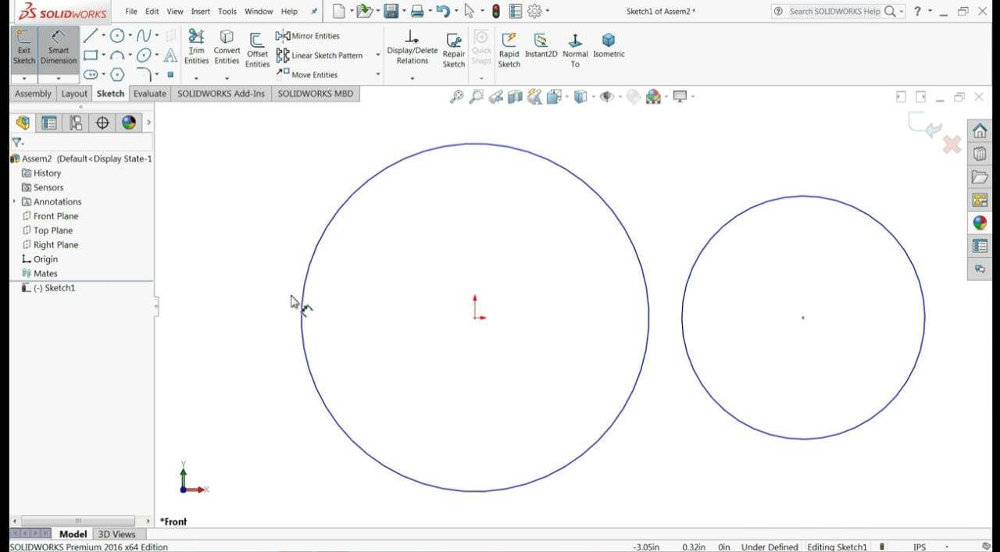 SOLIDWORKS File Edit View Insert Tools Window Help Sketch1 of Assem2 * Search SOLIDWORKS Help
Exit Sketch
Smart Dimension
Trim Entities
Convert Entities
Offset Entities
Mirror Entities
Linear Sketch Pattern
Move Entities
Display/Delete Relations
Repair Sketch
Quick Snaps
Rapid Sketch
Instant2D
Normal To
Isometric
Assembly Layout Sketch Evaluate SOLIDWORKS Add-Ins SOLIDWORKS MBD
Assem2 (Default<Display State-1
History
Sensors
Annotations
Front Plane
Top Plane
Right Plane
Origin
Mates
(-) Sketch1
Y
X
*Front
Model 3D Views
SOLIDWORKS Premium 2016 x64 Edition -3.05in 0.32in 0in Under Defined Editing Sketch1 IPS -